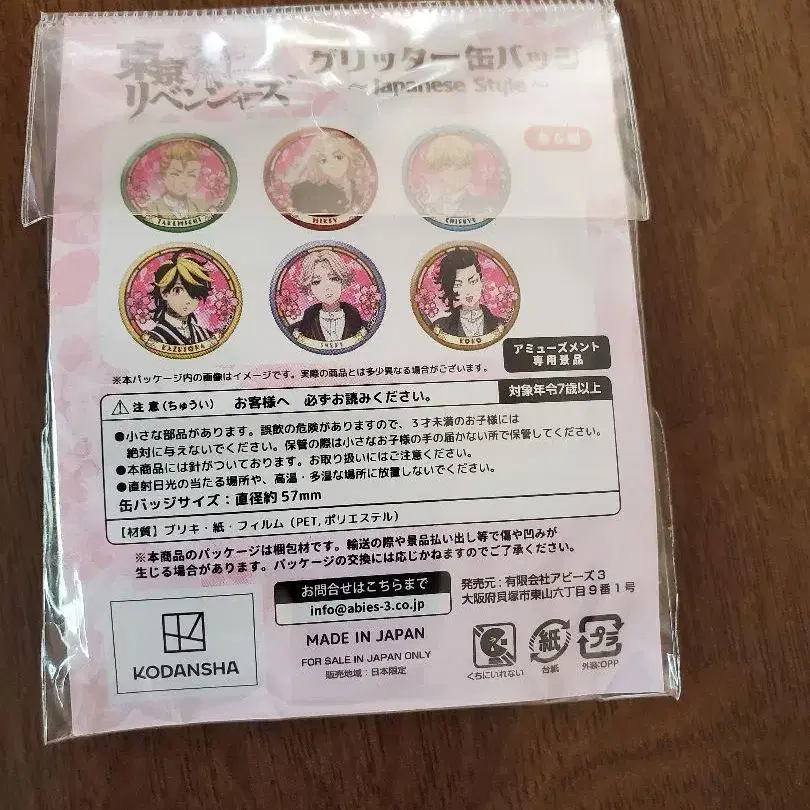 東京リベンジャーズ
グリッター缶バッジ
～Japanese Style～
全6種
TAKEMICHI
MIKEY
CHIFUYU
KAZUTORA
KOKO
アミューズメント
専用景品
※本パッケージ内の画像はイメージです。実際の商品とは多少異なる場合がございます。
注意(ちゅうい) お客様へ 必ずお読みください。
対象年令7歳以上
●小さな部品があります。誤飲の危険がありますので、3才未満のお子様には
絶対に与えないでください。保管の際は小さなお子様の手の届かない所で保管してください。
●本商品には針がついております。お取り扱いにはご注意ください。
●直射日光の当たる場所や、高温・多湿な場所に放置しないでください。
缶バッジサイズ：直径約57mm
【材質】ブリキ・紙・フィルム（PET,ポリエステル）
※本商品のパッケージは梱包材です。輸送の際や景品払い出し等で傷や凹みが
生じる場合があります。パッケージの交換には応じかねますのでご了承ください。
お問合せはこちらまで
info@abies-3.co.jp
発売元：有限会社アビーズ3
大阪府貝塚市東山六丁目9番1号
KODANSHA
MADE IN JAPAN
FOR SALE IN JAPAN ONLY
販売地域：日本限定
くちにいれない
紙
台紙
プラ
外装:OPP